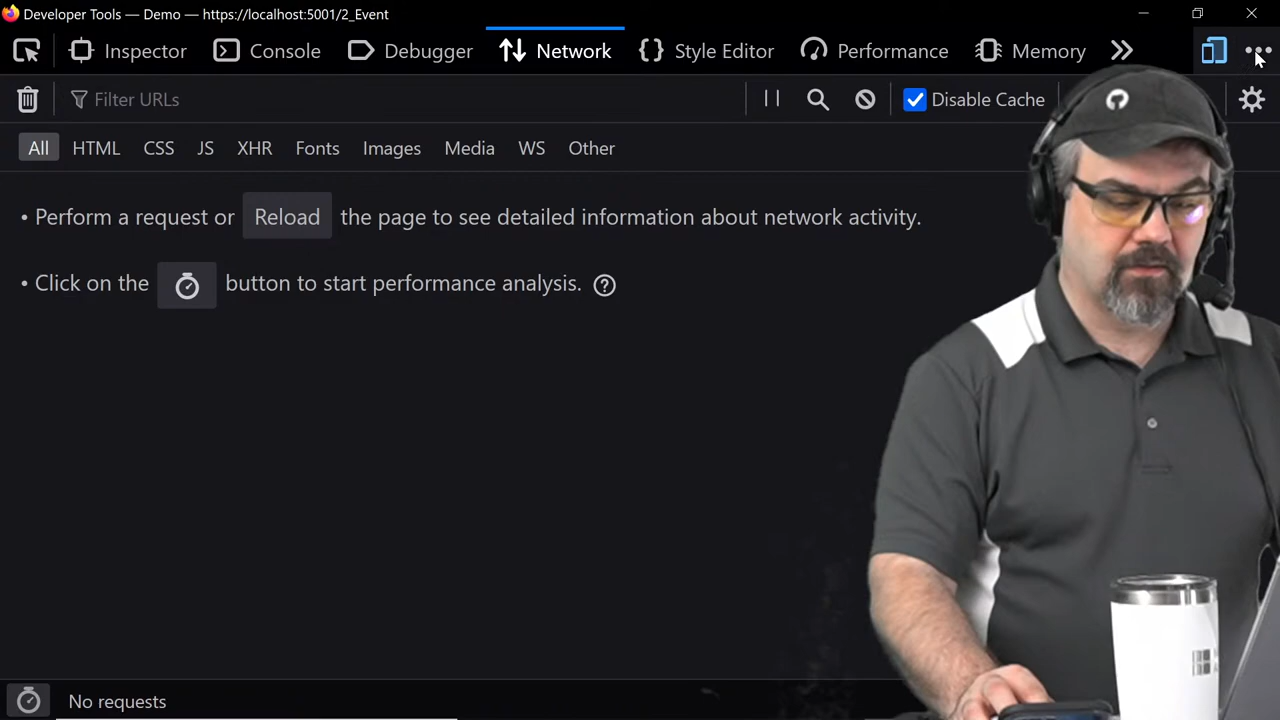 Developer Tools — Demo — https://localhost:5001/2_Event
Inspector Console Debugger Network Style Editor Performance Memory
Filter URLs Disable Cache
All HTML CSS JS XHR Fonts Images Media WS Other
• Perform a request or Reload the page to see detailed information about network activity.
• Click on the button to start performance analysis.
No requests